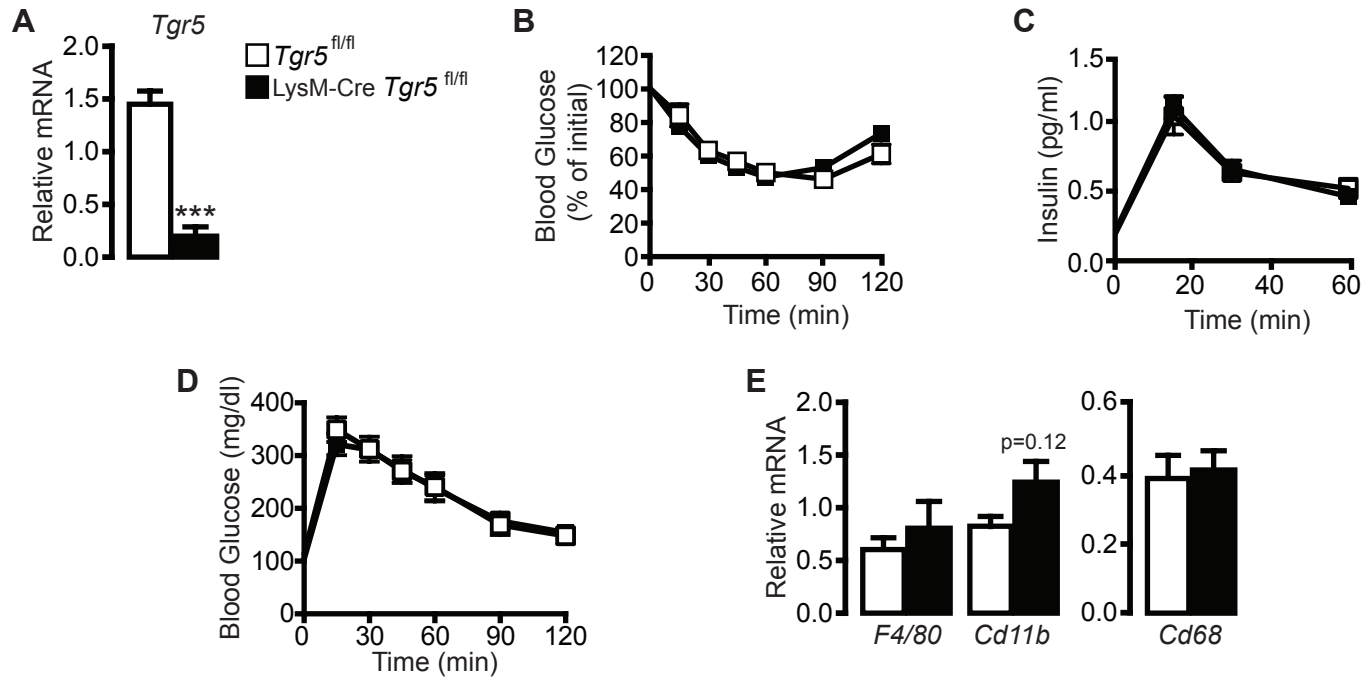 A
Tgr5
Relative mRNA
2.0
1.5
1.0
0.5
0.0
***
Tgr5 fl/fl
LysM-Cre Tgr5 fl/fl
B
Blood Glucose
(% of initial)
120
100
80
60
40
20
0
0 30 60 90 120
Time (min)
C
Insulin (pg/ml)
1.5
1.0
0.5
0.0
0 20 40 60
Time (min)
D
Blood Glucose (mg/dl)
400
300
200
100
0
0 30 60 90 120
Time (min)
E
Relative mRNA
2.0
1.5
1.0
0.5
0.0
p=0.12
F4/80 Cd11b
0.6
0.4
0.2
0.0
Cd68